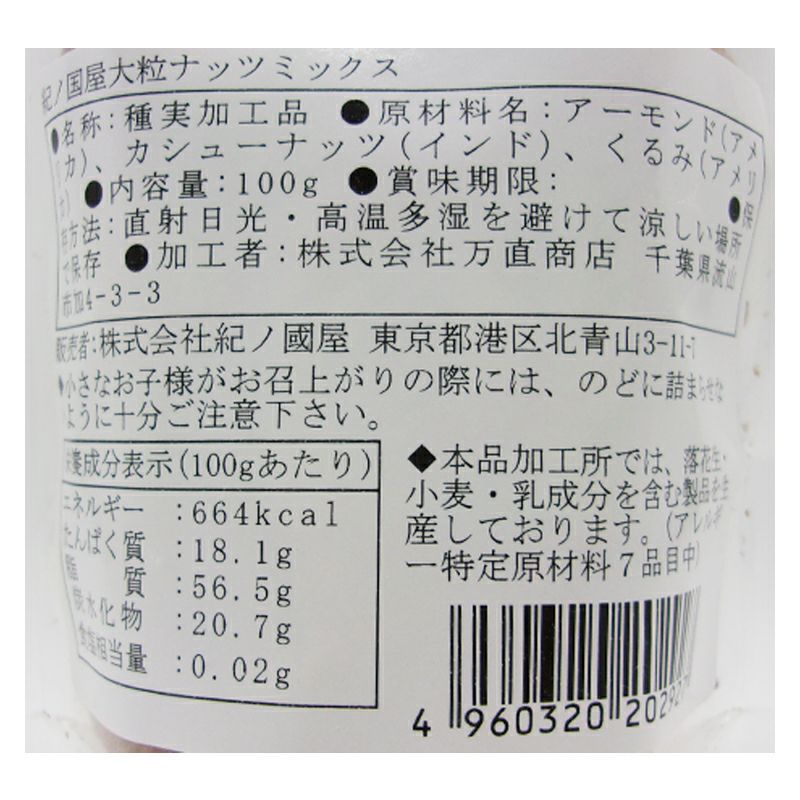 紀ノ国屋大粒ナッツミックス
●名称:種実加工品 ●原材料名:アーモンド(アメ
リカ)、カシューナッツ(インド)、くるみ(アメリ
カ) ●内容量:100g ●賞味期限: ●保
存方法:直射日光・高温多湿を避けて涼しい場所
で保存 ●加工者:株式会社万直商店 千葉県流山
市加4-3-3
販売者:株式会社紀ノ國屋 東京都港区北青山3-11-7
◆小さなお子様がお召上がりの際には、のどに詰まらせな
ように十分ご注意下さい。
栄養成分表示(100gあたり)
エネルギー :664kcal
たんぱく質 :18.1g
脂質 :56.5g
炭水化物 :20.7g
食塩相当量 :0.02g
◆本品加工所では、落花生・
小麦・乳成分を含む製品を生
産しております。(アレルギ
ー特定原材料7品目中)
4 960320 20292